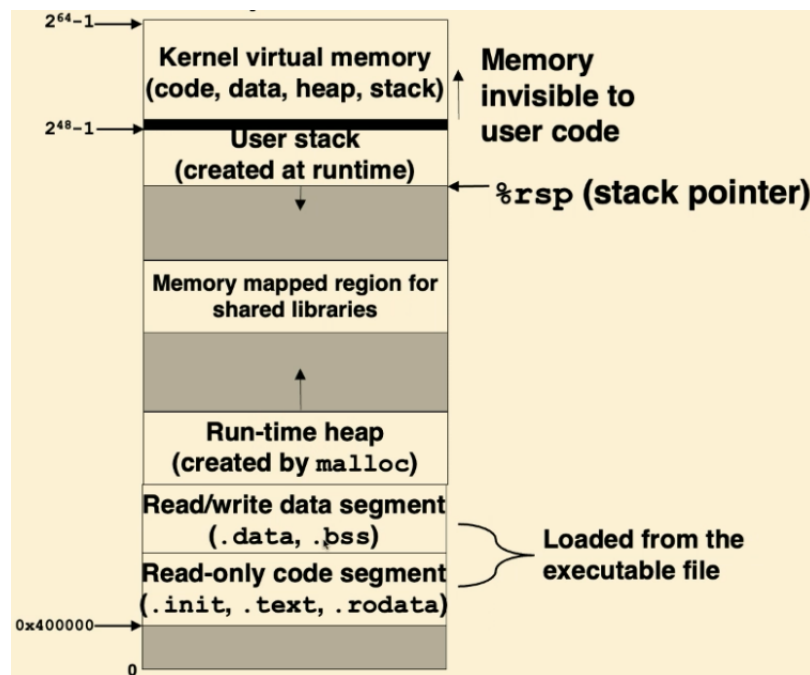 2⁶⁴-1
Kernel virtual memory
(code, data, heap, stack)
Memory
invisible to
user code
2⁴⁸-1
User stack
(created at runtime)
%rsp (stack pointer)
Memory mapped region for
shared libraries
Run-time heap
(created by malloc)
Read/write data segment
(.data, .bss)
Read-only code segment
(.init, .text, .rodata)
Loaded from the
executable file
0x400000
0